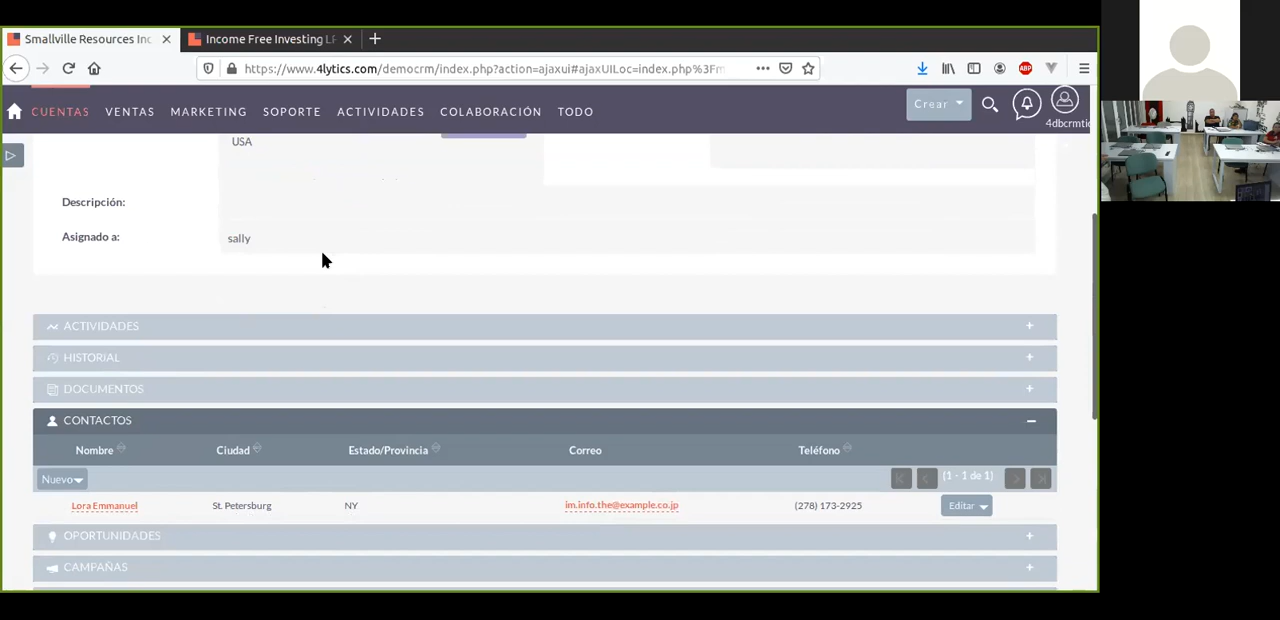 Smallville Resources Inc
Income Free Investing LP
https://www.4lytics.com/democrm/index.php?action=ajaxui#ajaxUILoc=index.php%3Fm
ABP
CUENTAS VENTAS MARKETING SOPORTE ACTIVIDADES COLABORACIÓN TODO
Crear
4dbcrmtic
USA
Descripción:
Asignado a: sally
ACTIVIDADES
HISTORIAL
DOCUMENTOS
CONTACTOS
Nombre Ciudad Estado/Provincia Correo Teléfono
Nuevo (1 - 1 de 1)
Lora Emmanuel St. Petersburg NY im.info.the@example.co.jp (278) 173-2925 Editar
OPORTUNIDADES
CAMPAÑAS